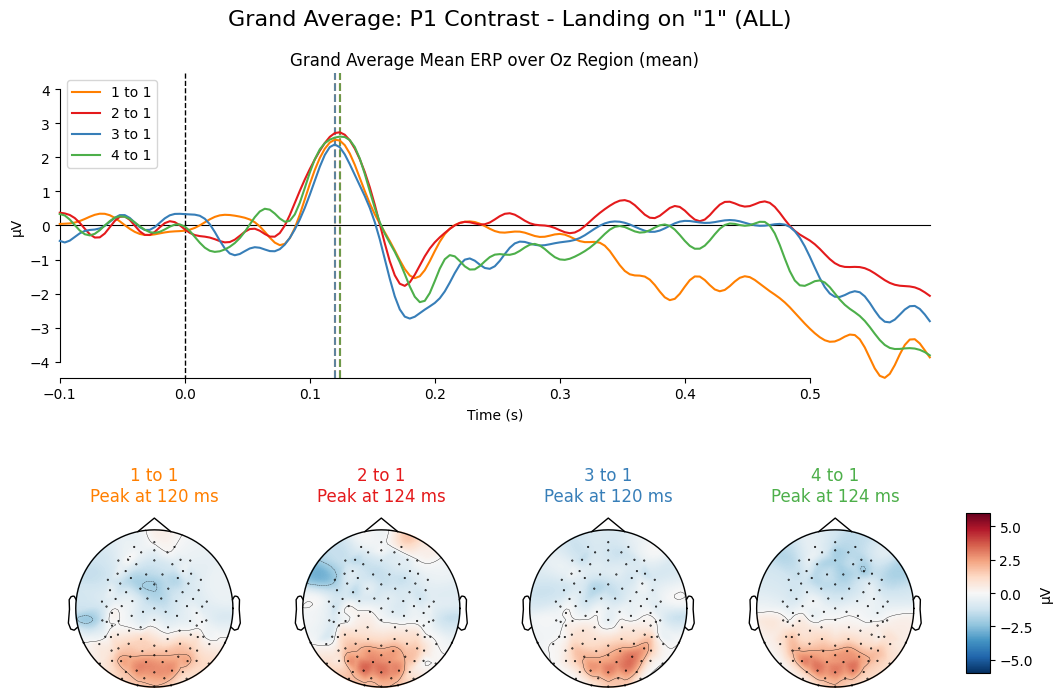 Grand Average: P1 Contrast - Landing on "1" (ALL)
Grand Average Mean ERP over Oz Region (mean)
1 to 1
2 to 1
3 to 1
4 to 1
µV
4
3
2
1
0
−1
−2
−3
−4
−0.1 0.0 0.1 0.2 0.3 0.4 0.5
Time (s)
1 to 1
Peak at 120 ms
2 to 1
Peak at 124 ms
3 to 1
Peak at 120 ms
4 to 1
Peak at 124 ms
5.0
2.5
0.0
−2.5
−5.0
µV